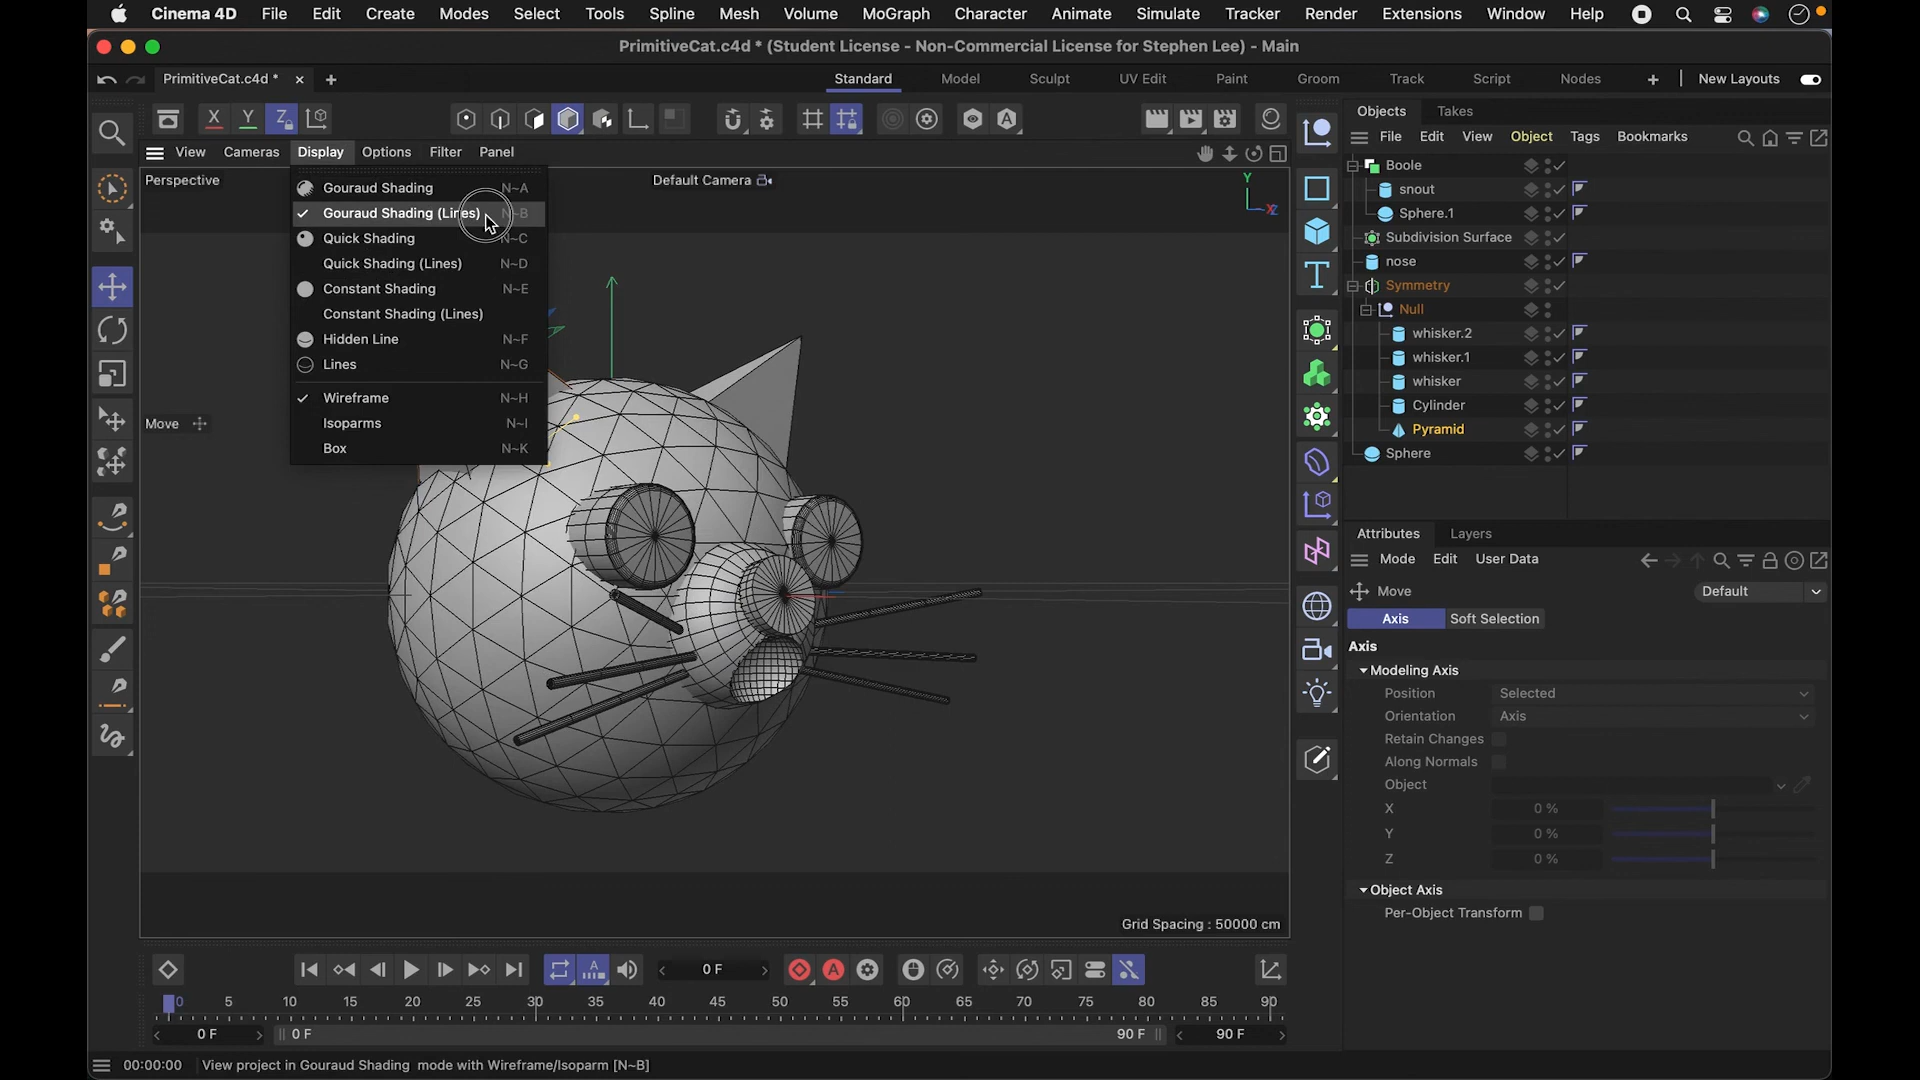 Cinema 4D File Edit Create Modes Select Tools Spline Mesh Volume MoGraph Character Animate Simulate Tracker Render Extensions Window Help
PrimitiveCat.c4d * (Student License - Non-Commercial License for Stephen Lee) - Main
PrimitiveCat.c4d * Standard Model Sculpt UV Edit Paint Groom Track Script Nodes New Layouts
X Y Z
Objects Takes
File Edit View Object Tags Bookmarks
View Cameras Display Options Filter Panel
Perspective
Default Camera
Y
X Z
Gouraud Shading N~A
Gouraud Shading (Lines) N~B
Quick Shading N~C
Quick Shading (Lines) N~D
Constant Shading N~E
Constant Shading (Lines)
Hidden Line N~F
Lines N~G
Wireframe N~H
Isoparms N~I
Box N~K
Move
Boole
snout
Sphere.1
Subdivision Surface
nose
Symmetry
Null
whisker.2
whisker.1
whisker
Cylinder
Pyramid
Sphere
Attributes Layers
Mode Edit User Data
Move Default
Axis Soft Selection
Axis
Modeling Axis
Position Selected
Orientation Axis
Retain Changes
Along Normals
Object
X 0 %
Y 0 %
Z 0 %
Object Axis
Per-Object Transform
Grid Spacing : 50000 cm
0 F
0 5 10 15 20 25 30 35 40 45 50 55 60 65 70 75 80 85 90
0 F 0 F 90 F 90 F
00:00:00 View project in Gouraud Shading mode with Wireframe/Isoparm [N~B]